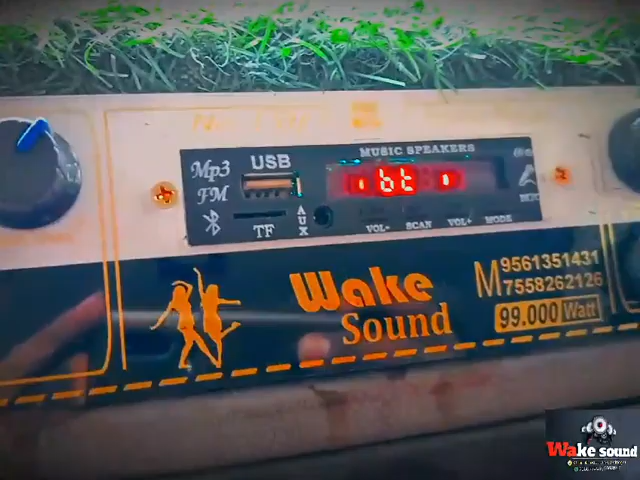 MUSIC SPEAKERS
Mp3
USB
FM
bt
TF
AUX
VOL-
SCAN
VOL+
MODE
Wake
Sound
M 9561351431
7558262126
99.000 Watt
Wake sound